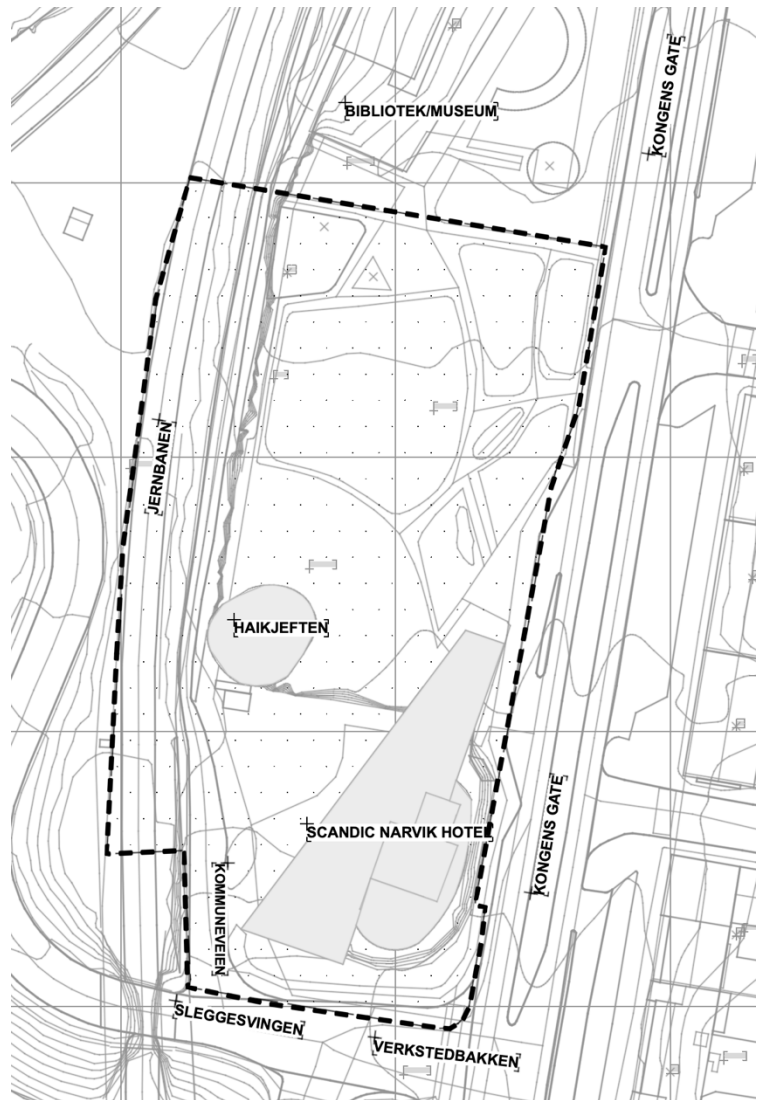 KONGENS GATE
BIBLIOTEK/MUSEUM
JERNBANEN
HAIKJEFTEN
SCANDIC NARVIK HOTEL
KONGENS GATE
KOMMUNEVEIEN
SLEGGESVINGEN
VERKSTEDBAKKEN